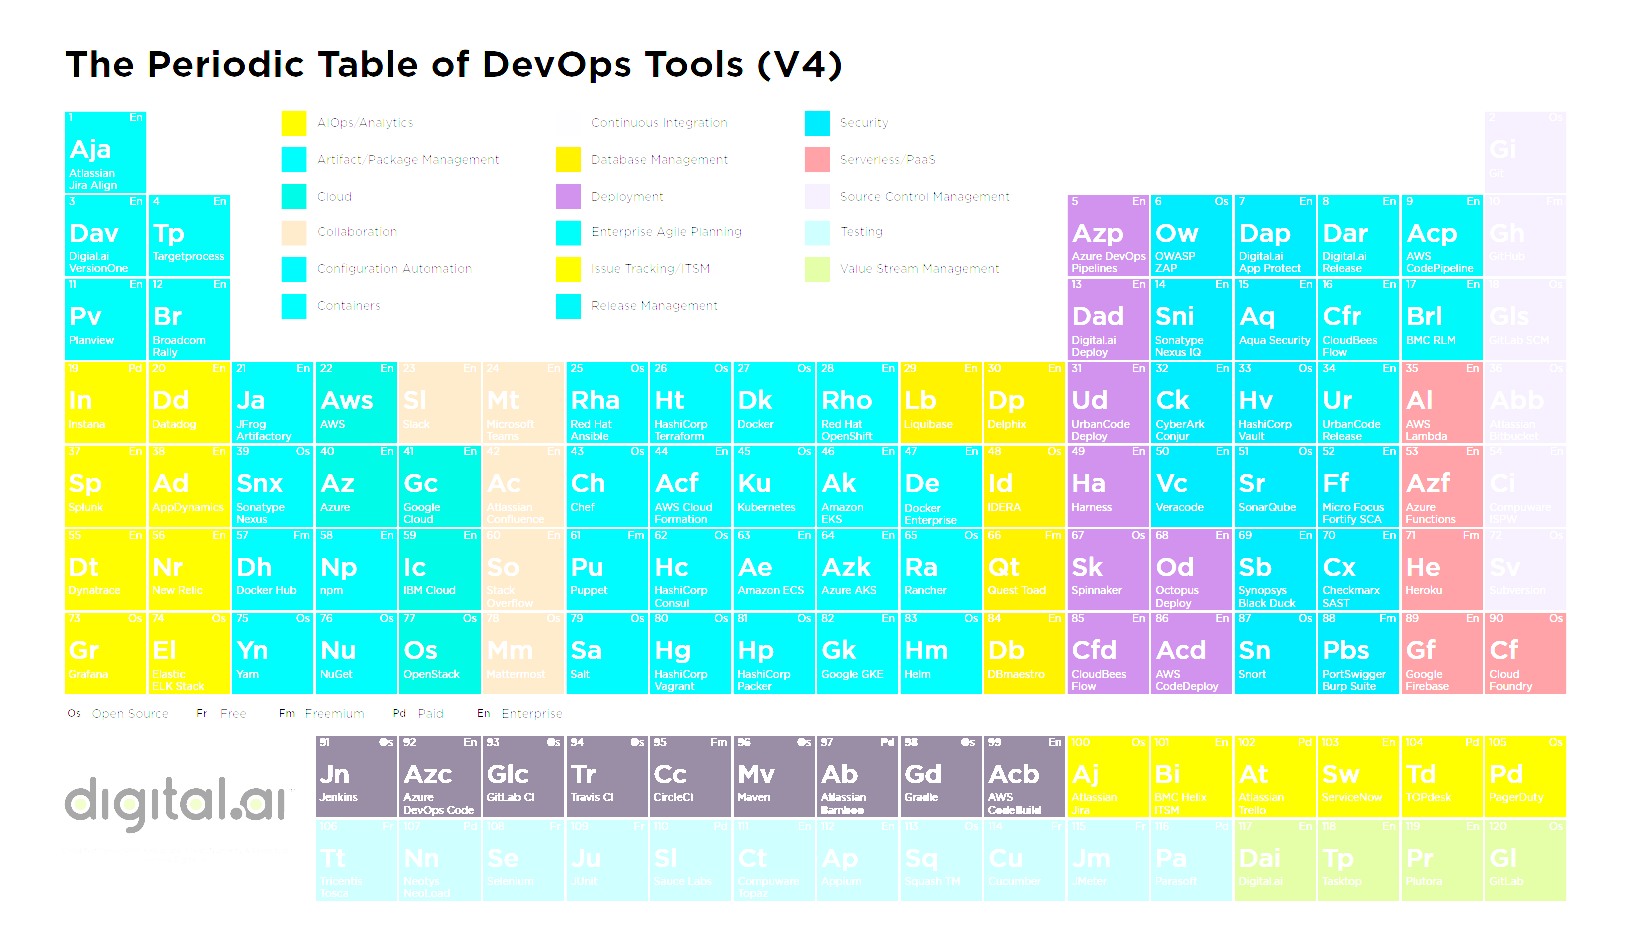 The Periodic Table of DevOps Tools (V4)
AIOps/Analytics
Continuous Integration
Security
Artifact/Package Management
Database Management
Serverless/PaaS
Cloud
Deployment
Source Control Management
Collaboration
Enterprise Agile Planning
Testing
Configuration Automation
Issue Tracking/ITSM
Value Stream Management
Containers
Release Management
1 En 2 Os
Aja Gi
Atlassian Git
Jira Align
3 En 4 En 5 En 6 Os 7 En 8 En 9 En 10 Fm
Dav Tp Azp Ow Dap Dar Acp Gh
Digial.ai Targetprocess Azure DevOps OWASP Digital.ai Digital.ai AWS GitHub
VersionOne Pipelines ZAP App Protect Release CodePipeline
11 En 12 En 13 En 14 En 15 En 16 En 17 En 18 Os
Pv Br Dad Sni Aq Cfr Brl Gls
Planview Broadcom Digital.ai Sonatype Aqua Security CloudBees BMC RLM GitLab SCM
Rally Deploy Nexus IQ Flow
19 Pd 20 En 21 En 22 En 23 En 24 En 25 Os 26 Os 27 Os 28 En 29 En 30 En 31 En 32 En 33 Os 34 En 35 En 36 Os
In Dd Ja Aws Sl Mt Rha Ht Dk Rho Lb Dp Ud Ck Hv Ur Al Abb
Instana Datadog JFrog AWS Slack Microsoft Red Hat HashiCorp Docker Red Hat Liquibase Delphix UrbanCode CyberArk HashiCorp UrbanCode AWS Atlassian
Artifactory Teams Ansible Terraform OpenShift Deploy Conjur Vault Release Lambda Bitbucket
37 En 38 En 39 Os 40 En 41 En 42 En 43 Os 44 En 45 Os 46 En 47 En 48 Os 49 En 50 En 51 Os 52 En 53 En 54 En
Sp Ad Snx Az Gc Ac Ch Acf Ku Ak De Id Ha Vc Sr Ff Azf Ci
Splunk AppDynamics Sonatype Azure Google Atlassian Chef AWS Cloud Kubernetes Amazon Docker IDERA Harness Veracode SonarQube Micro Focus Azure Compuware
Nexus Cloud Confluence Formation EKS Enterprise Fortify SCA Functions ISPW
55 En 56 En 57 Fm 58 En 59 En 60 En 61 Fm 62 Os 63 En 64 En 65 Os 66 Fm 67 Os 68 En 69 En 70 En 71 Fm 72 Os
Dt Nr Dh Np Ic So Pu Hc Ae Azk Ra Qt Sk Od Sb Cx He Sv
Dynatrace New Relic Docker Hub npm IBM Cloud Stack Puppet HashiCorp Amazon ECS Azure AKS Rancher Quest Toad Spinnaker Octopus Synopsys Checkmarx Heroku Subversion
Overflow Consul Deploy Black Duck SAST
73 Os 74 Os 75 Os 76 Os 77 Os 78 Os 79 Os 80 Os 81 Os 82 En 83 Os 84 En 85 En 86 En 87 Os 88 Fm 89 En 90 Os
Gr El Yn Nu Os Mm Sa Hg Hp Gk Hm Db Cfd Acd Sn Pbs Gf Cf
Grafana Elastic Yarn NuGet OpenStack Mattermost Salt HashiCorp HashiCorp Google GKE Helm DBmaestro CloudBees AWS Snort PortSwigger Google Cloud
ELK Stack Vagrant Packer Flow CodeDeploy Burp Suite Firebase Foundry
Os Open Source Fr Free Fm Freemium Pd Paid En Enterprise
91 Os 92 En 93 Os 94 Os 95 Fm 96 Os 97 Pd 98 Os 99 En 100 Os 101 En 102 Pd 103 En 104 Pd 105 Os
Jn Azc Glc Tr Cc Mv Ab Gd Acb Aj Bi At Sw Td Pd
Jenkins Azure GitLab CI Travis CI CircleCI Maven Atlassian Gradle AWS Atlassian BMC Helix Atlassian ServiceNow TOPdesk PagerDuty
DevOps Code Bamboo CodeBuild Jira ITSM Trello
digital.ai
106 Fr 107 Pd 108 Fr 109 Fr 110 Pd 111 En 112 En 113 Os 114 Fr 115 Fr 116 Pd 117 En 118 En 119 En 120 Os
Tt Nn Se Ju Sl Ct Ap Sq Cu Jm Pa Dai Tp Pr Gl
Tricentis Neotys Selenium JUnit Sauce Labs Compuware Appium Squash TM Cucumber JMeter Parasoft Digital.ai Tasktop Plutora GitLab
Tosca NeoLoad Topaz